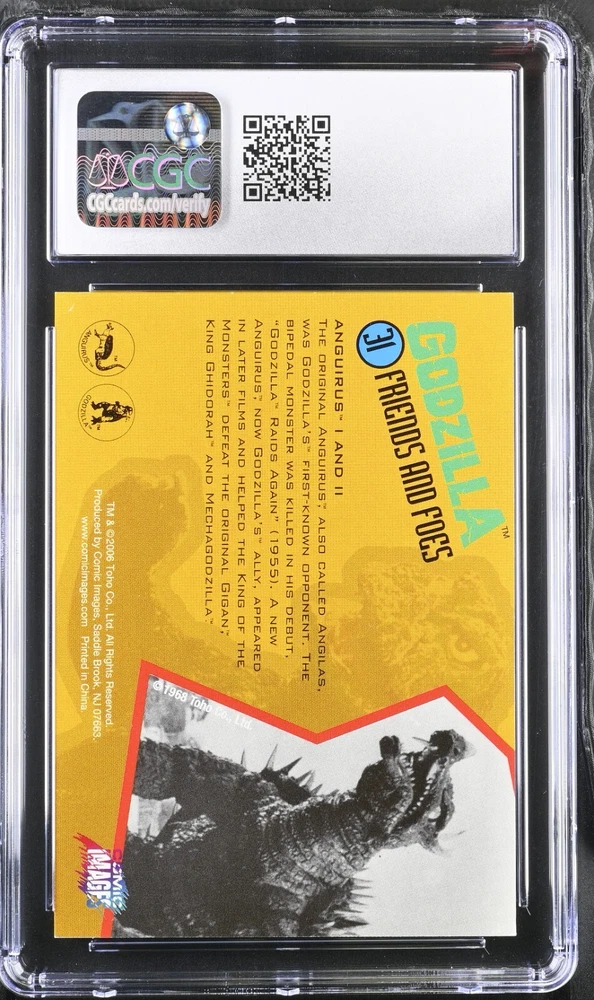 CGC
CGCcards.com/verify
GODZILLA™
31 FRIENDS AND FOES
ANGUIRUS™ I AND II
THE ORIGINAL ANGUIRUS™, ALSO CALLED ANGILAS,
WAS GODZILLA'S™ FIRST-KNOWN OPPONENT. THE
BIPEDAL MONSTER WAS KILLED IN HIS DEBUT,
"GODZILLA™ RAIDS AGAIN" (1955). A NEW
ANGUIRUS™, NOW GODZILLA'S™ ALLY, APPEARED
IN LATER FILMS AND HELPED THE KING OF THE
MONSTERS™ DEFEAT THE ORIGINAL GIGAN™,
KING GHIDORAH™ AND MECHAGODZILLA™.
ANGUIRUS™
GODZILLA™
TM & ©2006 Toho Co., Ltd. All Rights Reserved.
Produced by Comic Images, Saddle Brook, NJ 07663.
www.comicimages.com Printed in China.
©1968 Toho Co., Ltd.
COMIC
IMAGES